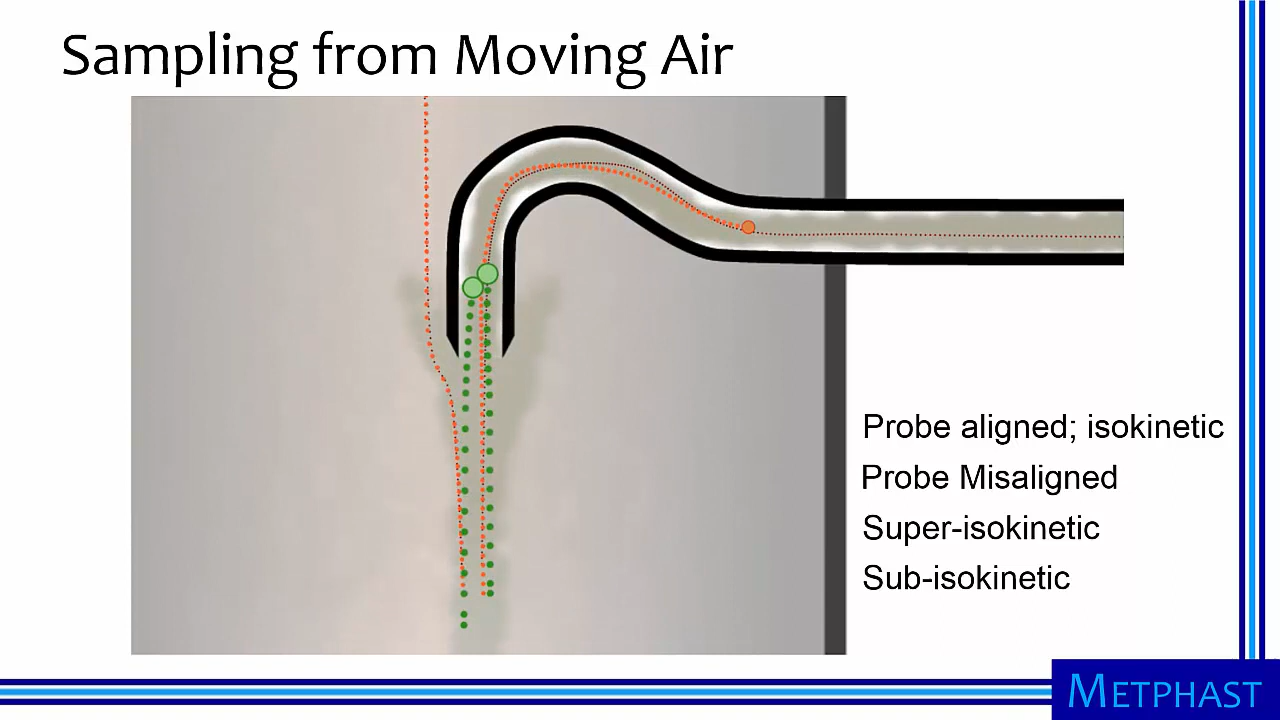 Sampling from Moving Air
Probe aligned; isokinetic
Probe Misaligned
Super-isokinetic
Sub-isokinetic
METPHAST